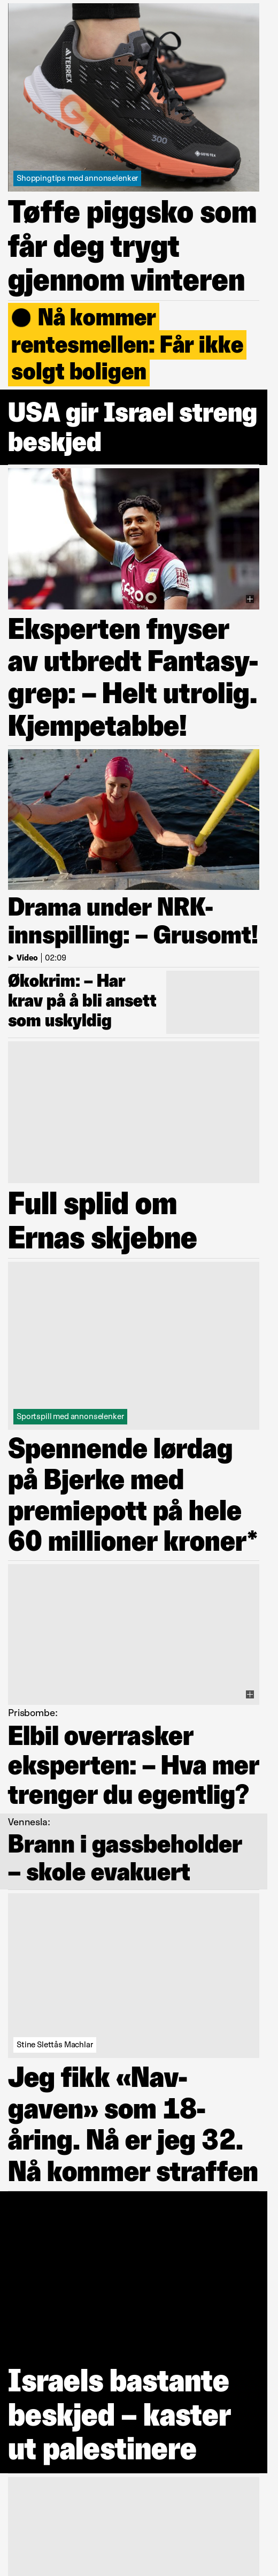 adidas
TERREX
300
GORE-TEX
Shoppingtips med annonselenker
Tøffe piggsko som
får deg trygt
gjennom vinteren
Nå kommer
rentesmellen: Får ikke
solgt boligen
USA gir Israel streng
beskjed
Eksperten fnyser
av utbredt Fantasy-
grep: – Helt utrolig.
Kjempetabbe!
Drama under NRK-
innspilling: – Grusomt!
Video | 02:09
Økokrim: – Har
krav på å bli ansett
som uskyldig
Full splid om
Ernas skjebne
Sportspill med annonselenker
Spennende lørdag
på Bjerke med
premiepott på hele
60 millioner kroner*
Prisbombe:
Elbil overrasker
eksperten: – Hva mer
trenger du egentlig?
Vennesla:
Brann i gassbeholder
– skole evakuert
Stine Slettås Machlar
Jeg fikk «Nav-
gaven» som 18-
åring. Nå er jeg 32.
Nå kommer straffen
Israels bastante
beskjed – kaster
ut palestinere